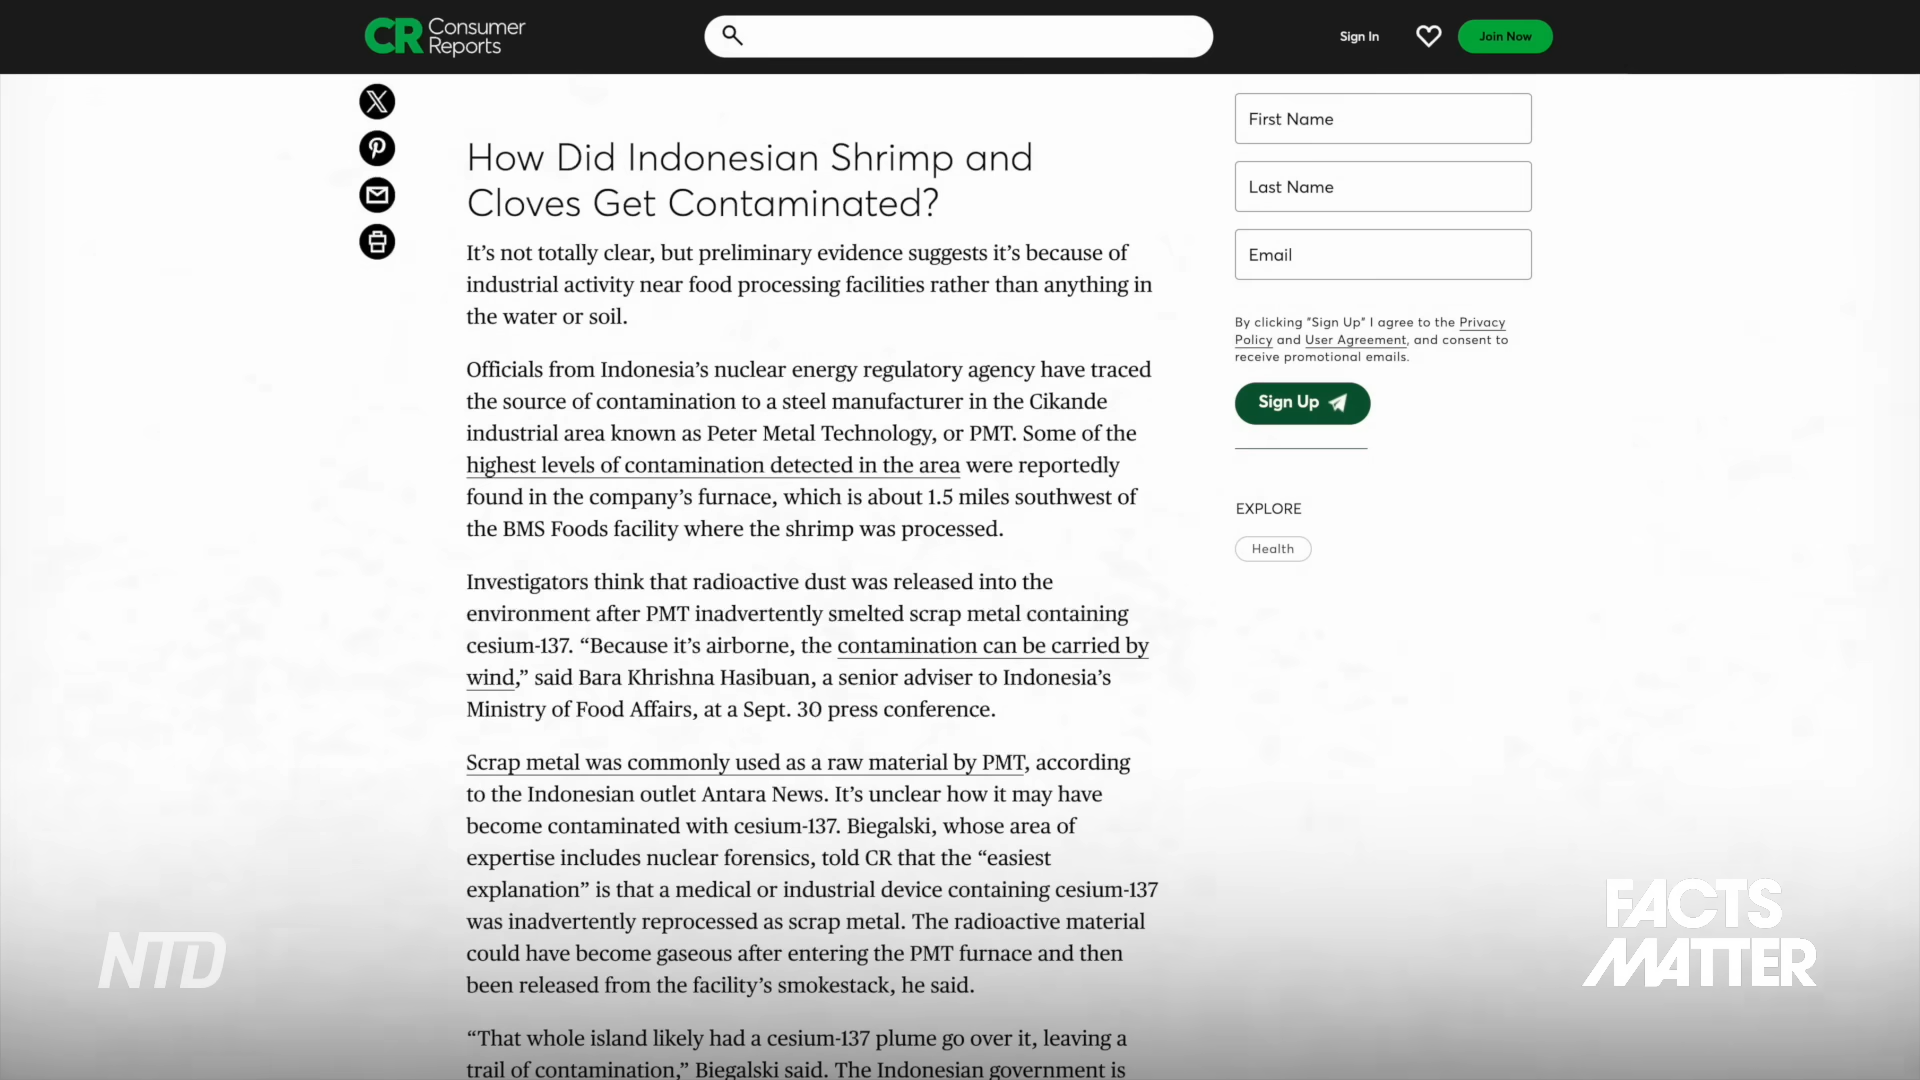 CR Consumer Reports
Sign In
Join Now
How Did Indonesian Shrimp and
Cloves Get Contaminated?
It’s not totally clear, but preliminary evidence suggests it’s because of
industrial activity near food processing facilities rather than anything in
the water or soil.
Officials from Indonesia’s nuclear energy regulatory agency have traced
the source of contamination to a steel manufacturer in the Cikande
industrial area known as Peter Metal Technology, or PMT. Some of the
highest levels of contamination detected in the area were reportedly
found in the company’s furnace, which is about 1.5 miles southwest of
the BMS Foods facility where the shrimp was processed.
Investigators think that radioactive dust was released into the
environment after PMT inadvertently smelted scrap metal containing
cesium-137. “Because it’s airborne, the contamination can be carried by
wind,” said Bara Khrishna Hasibuan, a senior adviser to Indonesia’s
Ministry of Food Affairs, at a Sept. 30 press conference.
Scrap metal was commonly used as a raw material by PMT, according
to the Indonesian outlet Antara News. It’s unclear how it may have
become contaminated with cesium-137. Biegalski, whose area of
expertise includes nuclear forensics, told CR that the “easiest
explanation” is that a medical or industrial device containing cesium-137
was inadvertently reprocessed as scrap metal. The radioactive material
could have become gaseous after entering the PMT furnace and then
been released from the facility’s smokestack, he said.
“That whole island likely had a cesium-137 plume go over it, leaving a
trail of contamination,” Biegalski said. The Indonesian government is
First Name
Last Name
Email
By clicking "Sign Up" I agree to the Privacy
Policy and User Agreement, and consent to
receive promotional emails.
Sign Up
EXPLORE
Health
NTD
FACTS
MATTER